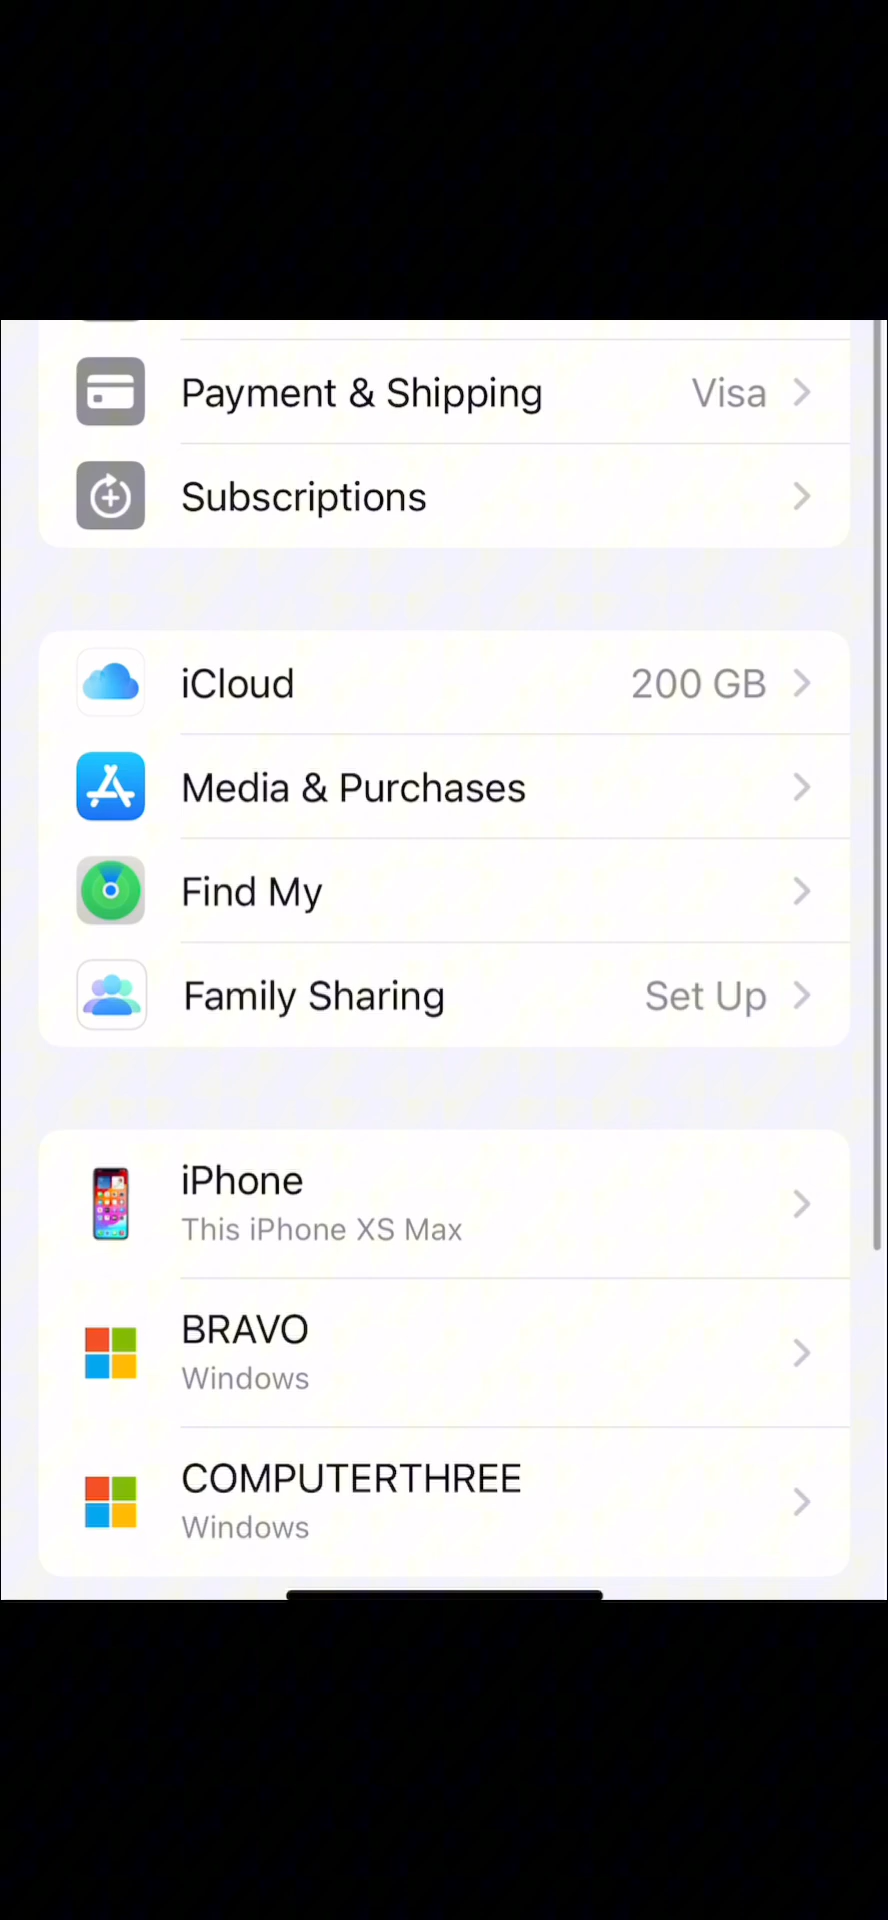 Payment & Shipping Visa
Subscriptions
iCloud 200 GB
Media & Purchases
Find My
Family Sharing Set Up
iPhone
This iPhone XS Max
BRAVO
Windows
COMPUTERTHREE
Windows